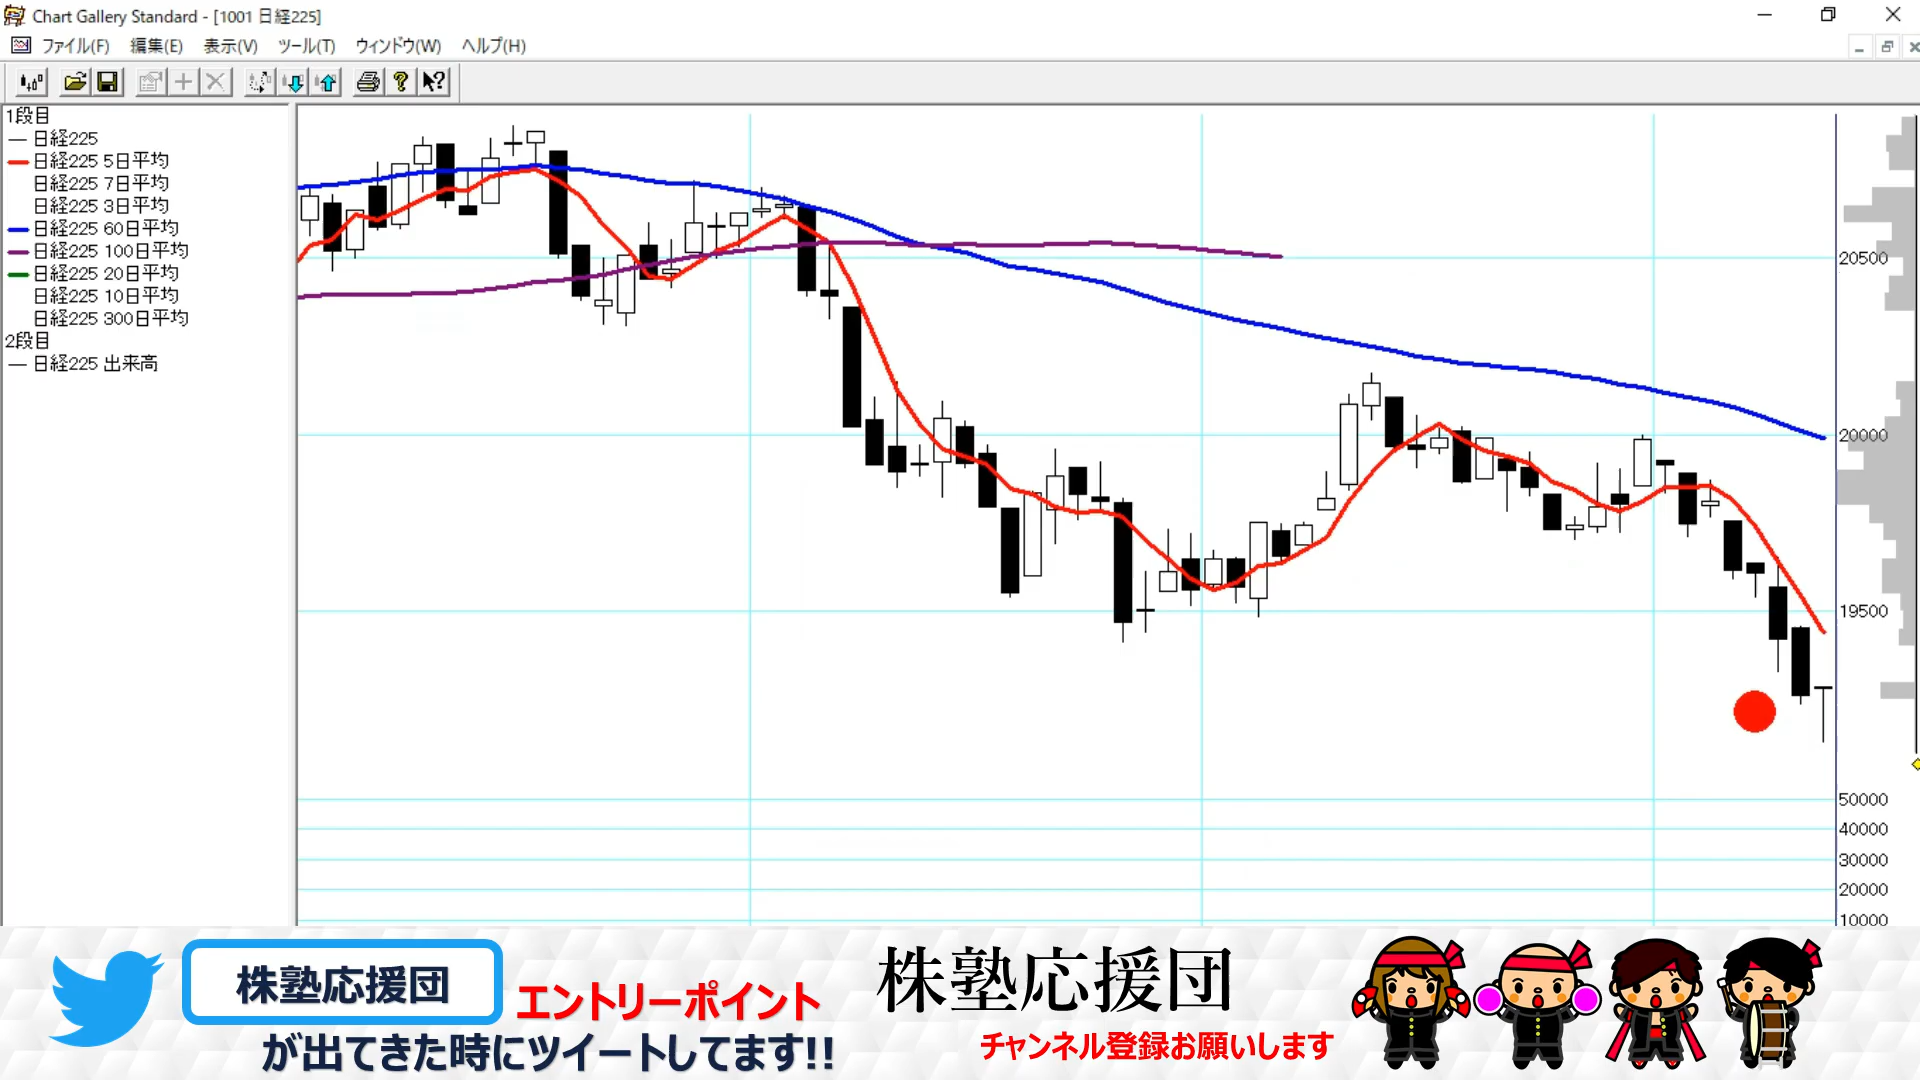 Chart Gallery Standard - [1001 日経225]
ファイル(F) 編集(E) 表示(V) ツール(T) ウィンドウ(W) ヘルプ(H)
1段目
日経225
日経225 5日平均
日経225 7日平均
日経225 3日平均
日経225 60日平均
日経225 100日平均
日経225 20日平均
日経225 10日平均
日経225 300日平均
2段目
日経225 出来高
20500
20000
19500
50000
40000
30000
20000
10000
株塾応援団
エントリーポイント
が出てきた時にツイートしてます!!
株塾応援団
チャンネル登録お願いします